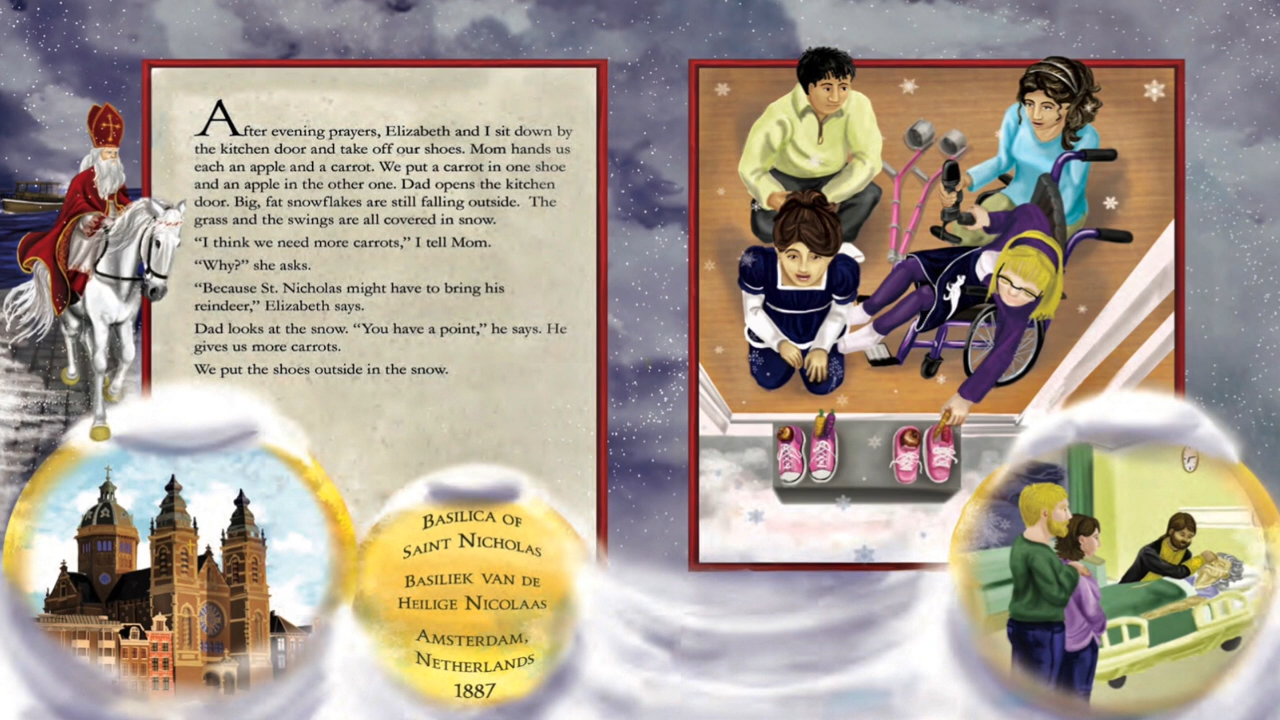 After evening prayers, Elizabeth and I sit down by
the kitchen door and take off our shoes. Mom hands us
each an apple and a carrot. We put a carrot in one shoe
and an apple in the other one. Dad opens the kitchen
door. Big, fat snowflakes are still falling outside. The
grass and the swings are all covered in snow.
“I think we need more carrots,” I tell Mom.
“Why?” she asks.
“Because St. Nicholas might have to bring his
reindeer,” Elizabeth says.
Dad looks at the snow. “You have a point,” he says. He
gives us more carrots.
We put the shoes outside in the snow.
BASILICA OF
SAINT NICHOLAS
BASILIEK VAN DE
HEILIGE NICOLAAS
AMSTERDAM,
NETHERLANDS
1887